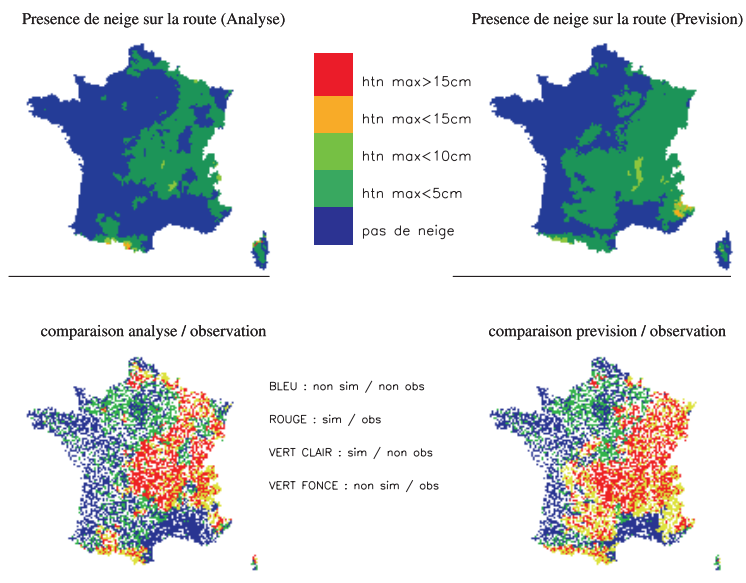 Presence de neige sur la route (Analyse)
Presence de neige sur la route (Prevision)
htn max>15cm
htn max<15cm
htn max<10cm
htn max<5cm
pas de neige
comparaison analyse / observation
comparaison prevision / observation
BLEU : non sim / non obs
ROUGE : sim / obs
VERT CLAIR : sim / non obs
VERT FONCE : non sim / obs